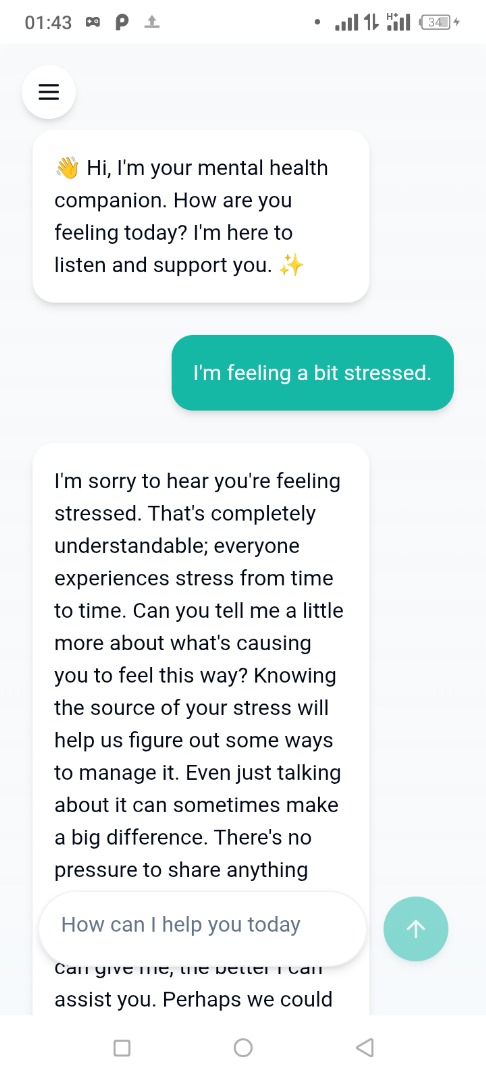 01:43
H+
34
👋 Hi, I'm your mental health
companion. How are you
feeling today? I'm here to
listen and support you. ✨
I'm feeling a bit stressed.
I'm sorry to hear you're feeling
stressed. That's completely
understandable; everyone
experiences stress from time
to time. Can you tell me a little
more about what's causing
you to feel this way? Knowing
the source of your stress will
help us figure out some ways
to manage it. Even just talking
about it can sometimes make
a big difference. There's no
pressure to share anything
How can I help you today
can give me, the better I can
assist you. Perhaps we could